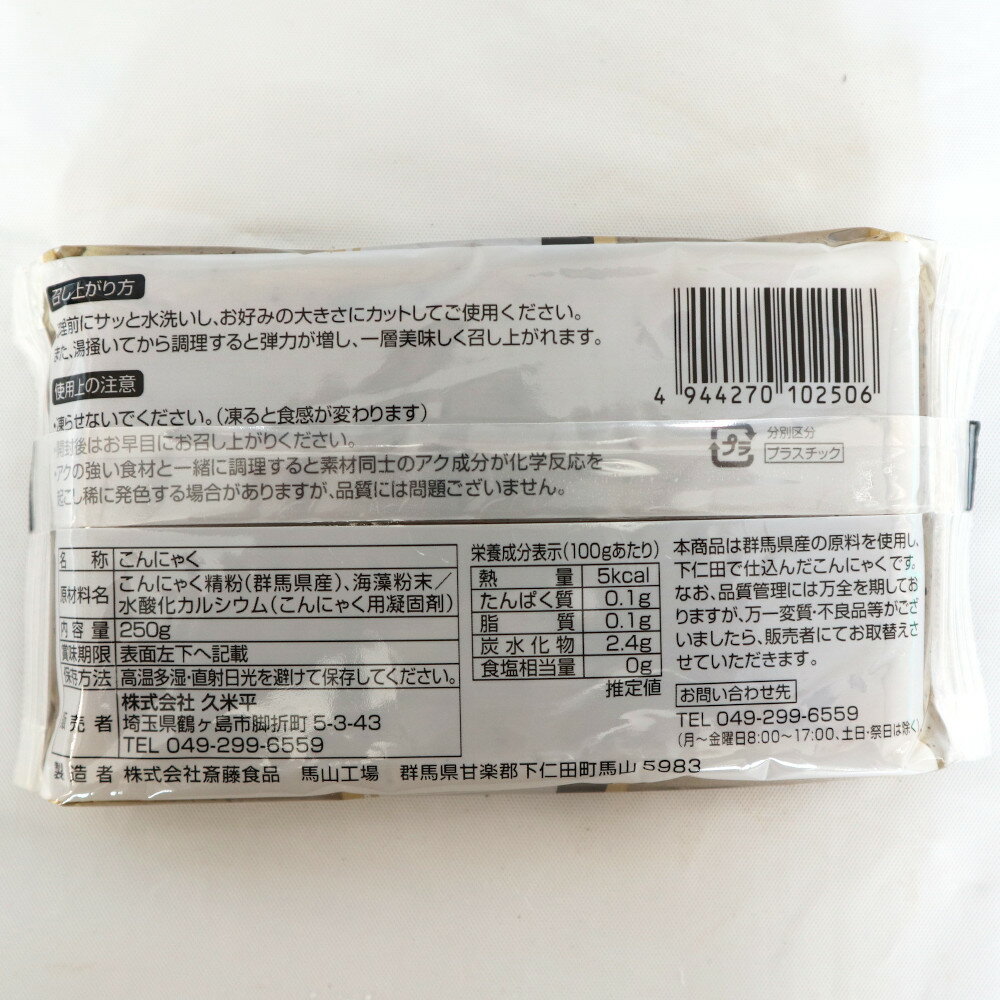 召し上がり方
理前にサッと水洗いし、お好みの大きさにカットしてご使用ください。
また、湯掻いてから調理すると弾力が増し、一層美味しく召し上がれます。
使用上の注意
・凍らせないでください。（凍ると食感が変わります）
・開封後はお早目にお召し上がりください。
・アクの強い食材と一緒に調理すると素材同士のアク成分が化学反応を
起こし稀に発色する場合がありますが、品質には問題ございません。
4 944270 102506
プラ
分別区分
プラスチック
名称 こんにゃく
原材料名 こんにゃく精粉（群馬県産）、海藻粉末／
水酸化カルシウム（こんにゃく用凝固剤）
内容量 250g
賞味期限 表面左下へ記載
保存方法 高温多湿・直射日光を避けて保存してください。
販売者 株式会社 久米平
埼玉県鶴ヶ島市脚折町 5-3-43
TEL 049-299-6559
製造者 株式会社斎藤食品 馬山工場 群馬県甘楽郡下仁田町馬山5983
栄養成分表示（100gあたり）
熱量 5kcal
たんぱく質 0.1g
脂質 0.1g
炭水化物 2.4g
食塩相当量 0g
推定値
本商品は群馬県産の原料を使用し、
下仁田で仕込んだこんにゃくです。
なお、品質管理には万全を期してお
りますが、万一変質・不良品等がござ
いましたら、販売者にてお取替えさ
せていただきます。
お問い合わせ先
TEL 049-299-6559
（月～金曜日8:00～17:00、土日・祭日は除く）